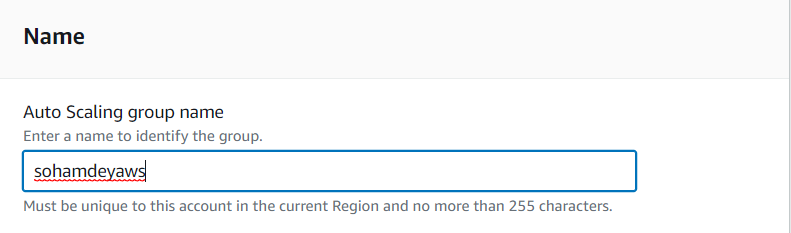 Name
Auto Scaling group name
Enter a name to identify the group.
sohamdeyaws
Must be unique to this account in the current Region and no more than 255 characters.